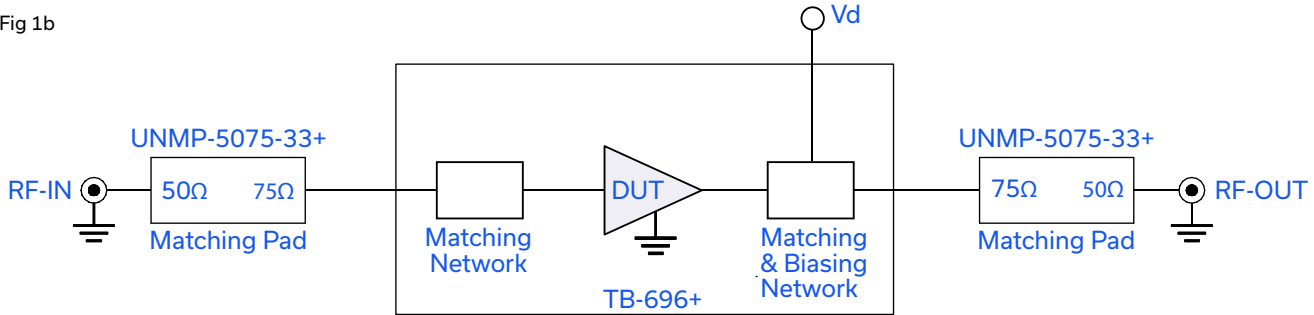 Fig 1b
Vd
UNMP-5075-33+
UNMP-5075-33+
RF-IN
50Ω
75Ω
DUT
75Ω
50Ω
RF-OUT
Matching Pad
Matching
Network
Matching
& Biasing
Network
Matching Pad
TB-696+